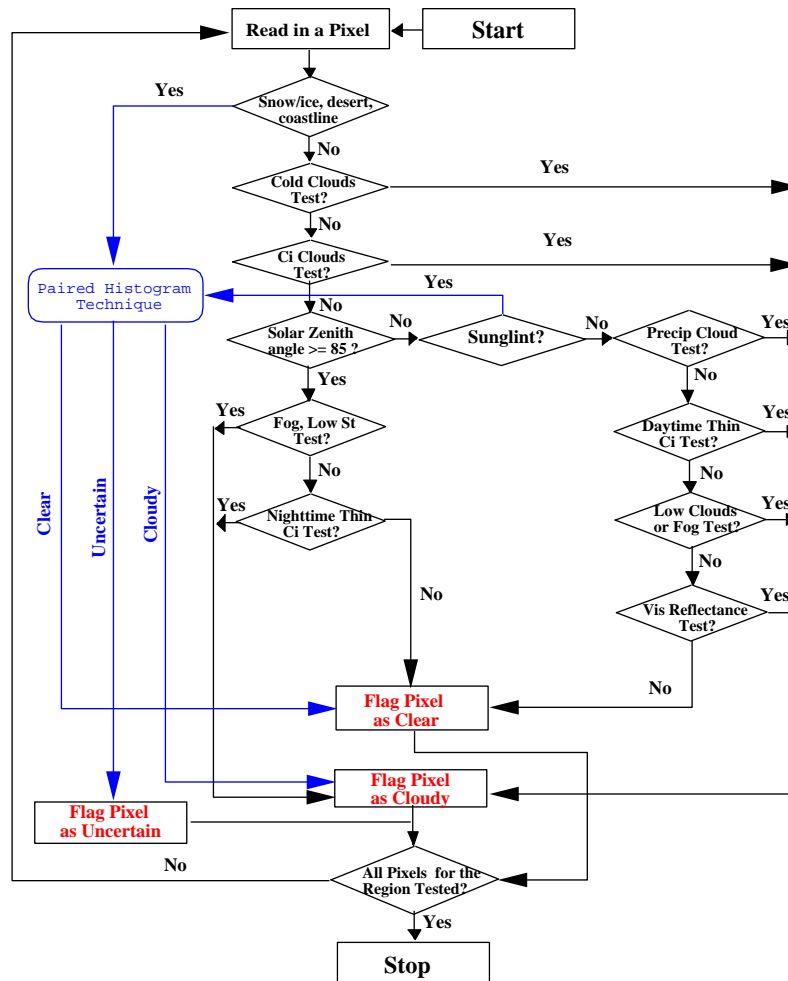 Read in a Pixel
Start
Yes
Snow/ice, desert,
coastline
No
Cold Clouds
Test?
Yes
No
Ci Clouds
Test?
Yes
Paired Histogram
Technique
Yes
No
Solar Zenith
angle >= 85 ?
No
Sunglint?
No
Precip Cloud
Test?
Yes
Yes
No
Yes
Fog, Low St
Test?
Daytime Thin
Ci Test?
Yes
No
No
Yes
Nighttime Thin
Ci Test?
Low Clouds
or Fog Test?
Yes
Clear
Uncertain
Cloudy
No
No
Vis Reflectance
Test?
Yes
No
Flag Pixel
as Clear
Flag Pixel
as Cloudy
Flag Pixel
as Uncertain
No
All Pixels for the
Region Tested?
Yes
Stop